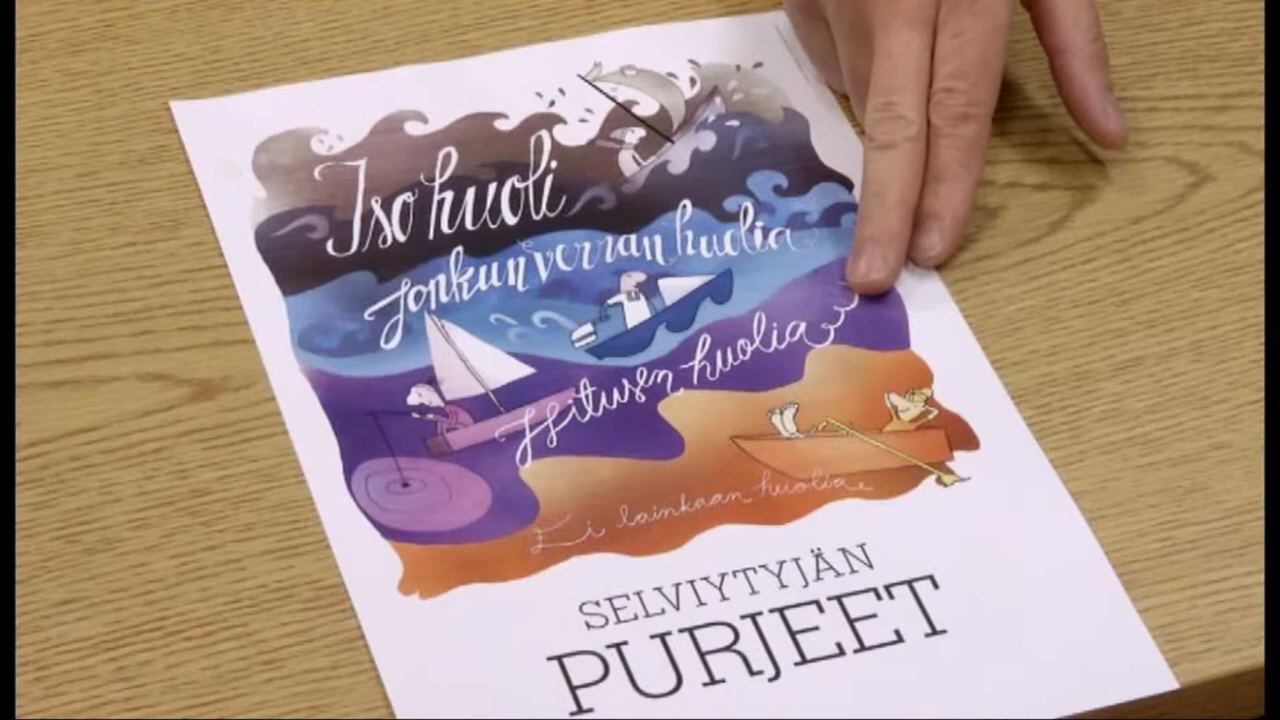 Iso huoli
Jonkun verran huolia
Hitusen huolia
Ei lainkaan huolia
SELVIYTYJÄN
PURJEET